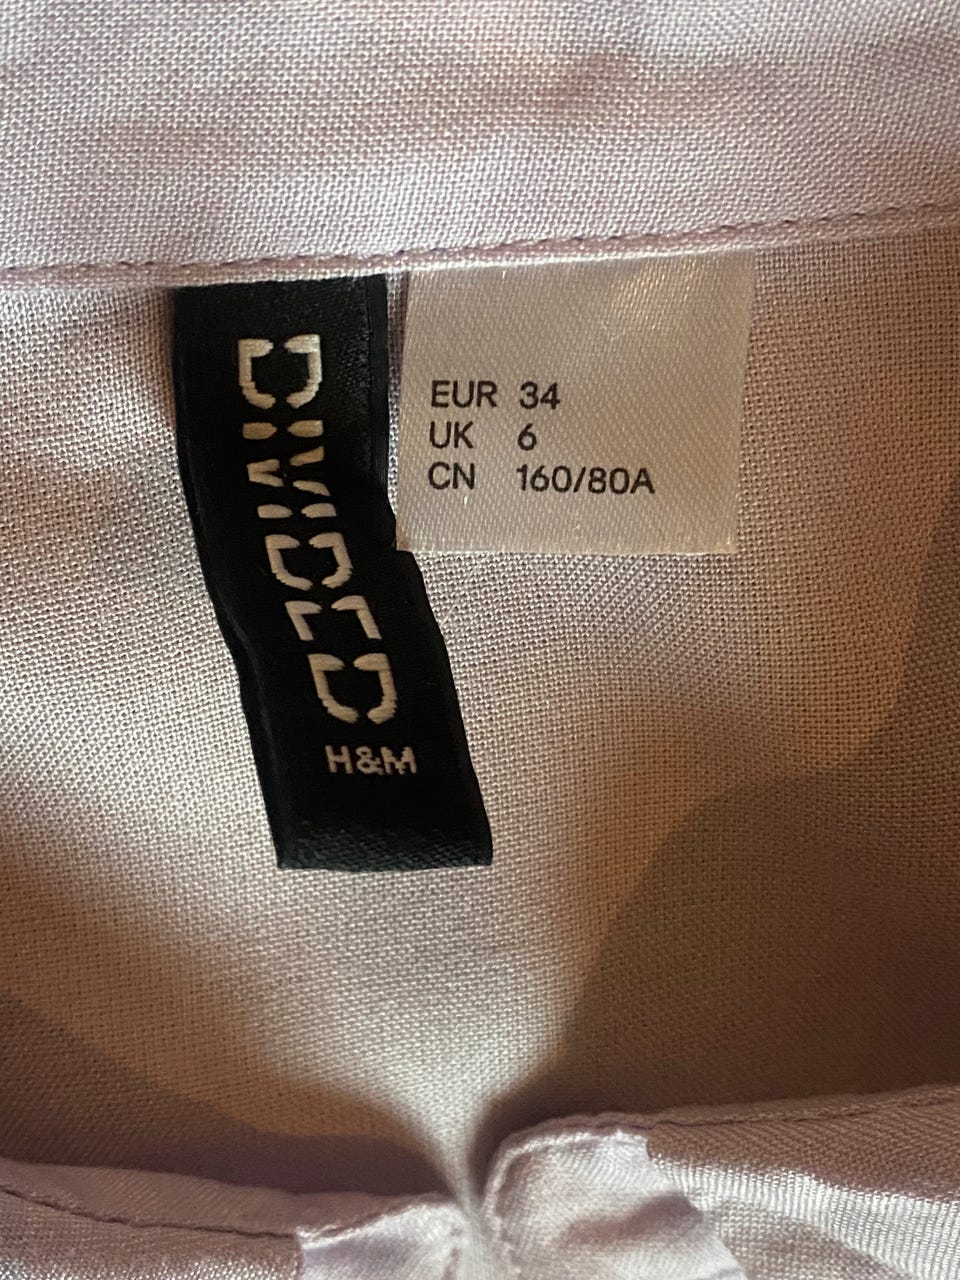 DIVIDED
H&M
EUR 34
UK 6
CN 160/80A